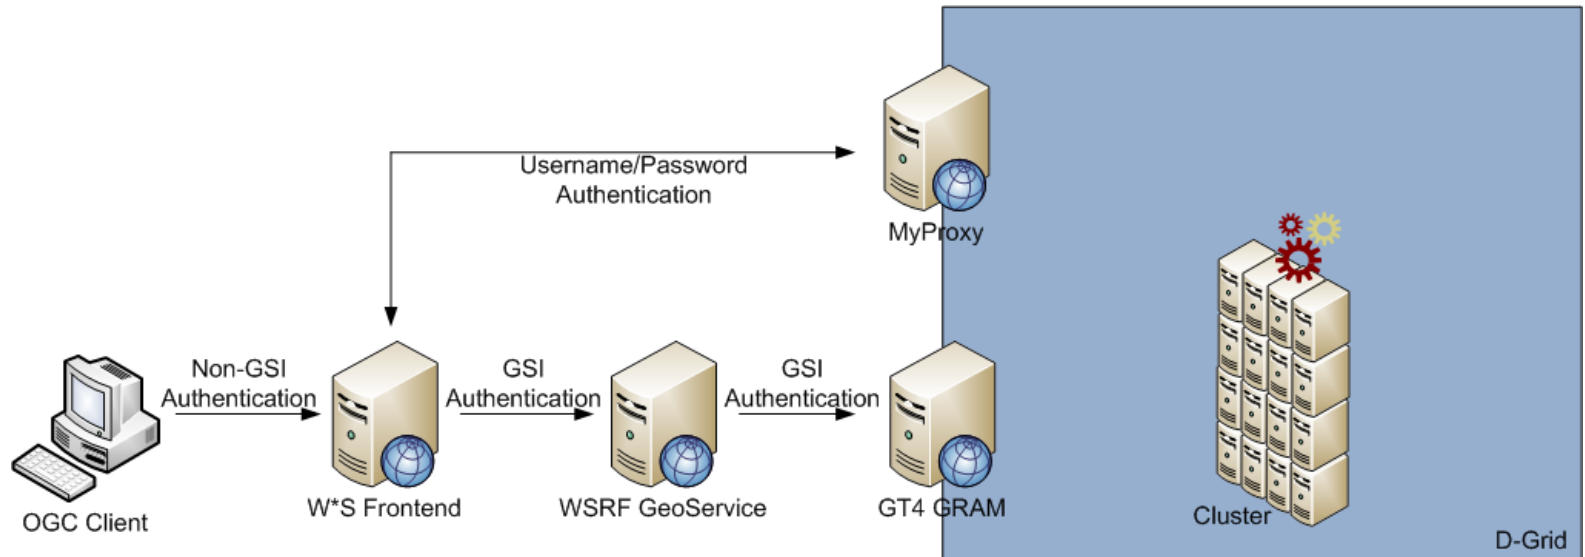 Username/Password
Authentication
MyProxy
Non-GSI
Authentication
GSI
Authentication
GSI
Authentication
OGC Client
W*S Frontend
WSRF GeoService
GT4 GRAM
Cluster
D-Grid